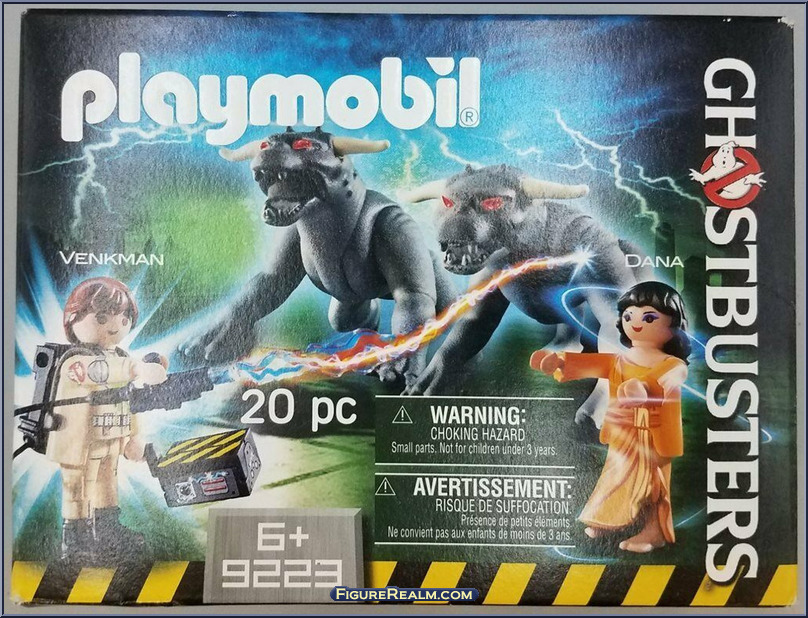 playmobil®
GHOSTBUSTERS
VENKMAN
DANA
20 pc
WARNING:
CHOKING HAZARD
Small parts. Not for children under 3 years.
AVERTISSEMENT:
RISQUE DE SUFFOCATION.
Présence de petits éléments.
Ne convient pas aux enfants de moins de 3 ans.
6+
9223
FIGUREREALM.COM